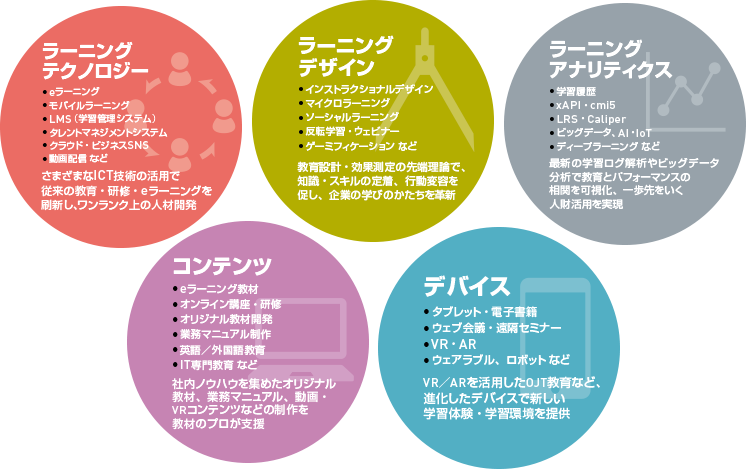 ラーニング
テクノロジー
•eラーニング
•モバイルラーニング
•LMS(学習管理システム)
•タレントマネジメントシステム
•クラウド・ビジネスSNS
•動画配信 など
さまざまなICT技術の活用で
従来の教育・研修・eラーニングを
刷新し、ワンランク上の人材開発
ラーニング
デザイン
•インストラクショナルデザイン
•マイクロラーニング
•ソーシャルラーニング
•反転学習・ウェビナー
•ゲーミフィケーション など
教育設計・効果測定の先端理論で、
知識・スキルの定着、行動変容を
促し、企業の学びのかたちを革新
ラーニング
アナリティクス
•学習履歴
•xAPI・cmi5
•LRS・Caliper
•ビッグデータ、AI・IoT
•ディープラーニング など
最新の学習ログ解析やビッグデータ
分析で教育とパフォーマンスの
相関を可視化、一歩先をいく
人財活用を実現
コンテンツ
•eラーニング教材
•オンライン講座・研修
•オリジナル教材開発
•業務マニュアル制作
•英語/外国語教育
•IT専門教育 など
社内ノウハウを集めたオリジナル
教材、業務マニュアル、動画・
VRコンテンツなどの制作を
教材のプロが支援
デバイス
•タブレット・電子書籍
•ウェブ会議・遠隔セミナー
•VR・AR
•ウェアラブル、ロボット など
VR/ARを活用したOJT教育など、
進化したデバイスで新しい
学習体験・学習環境を提供